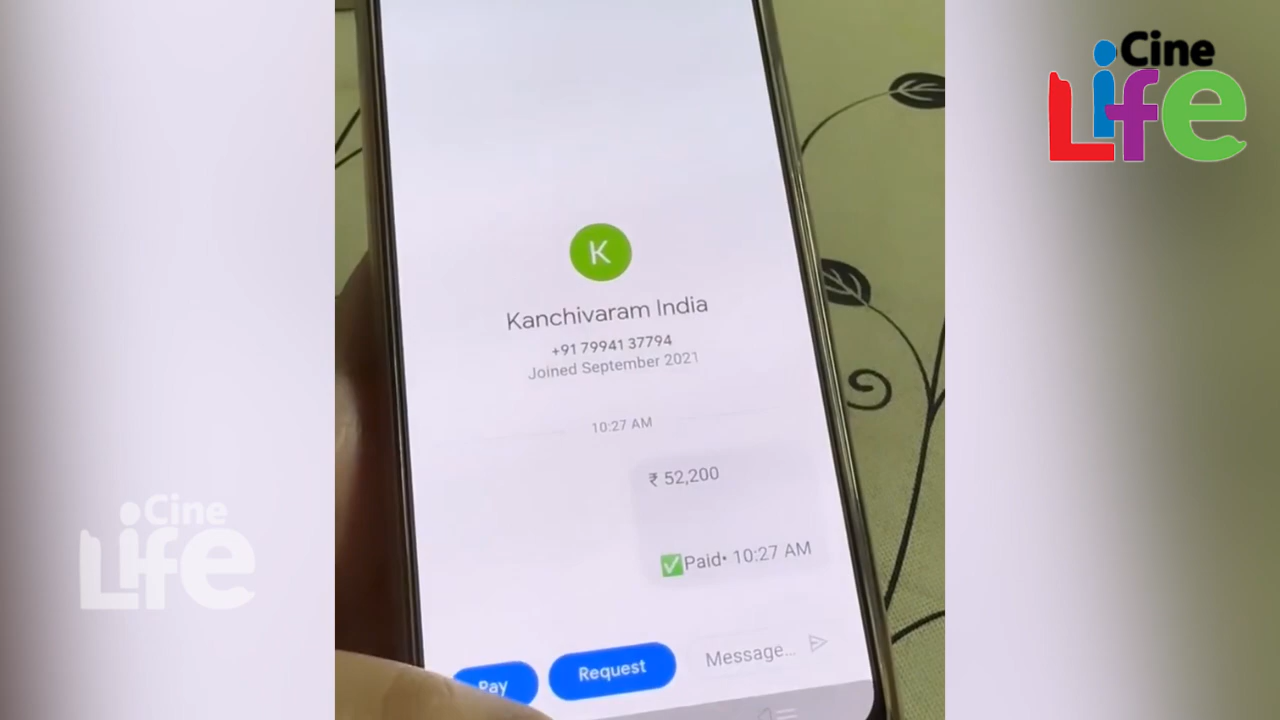 Cine
Life
K
Kanchivaram India
+91 79941 37794
Joined September 2021
10:27 AM
₹ 52,200
✅Paid• 10:27 AM
Pay
Request
Message...
Cine
Life